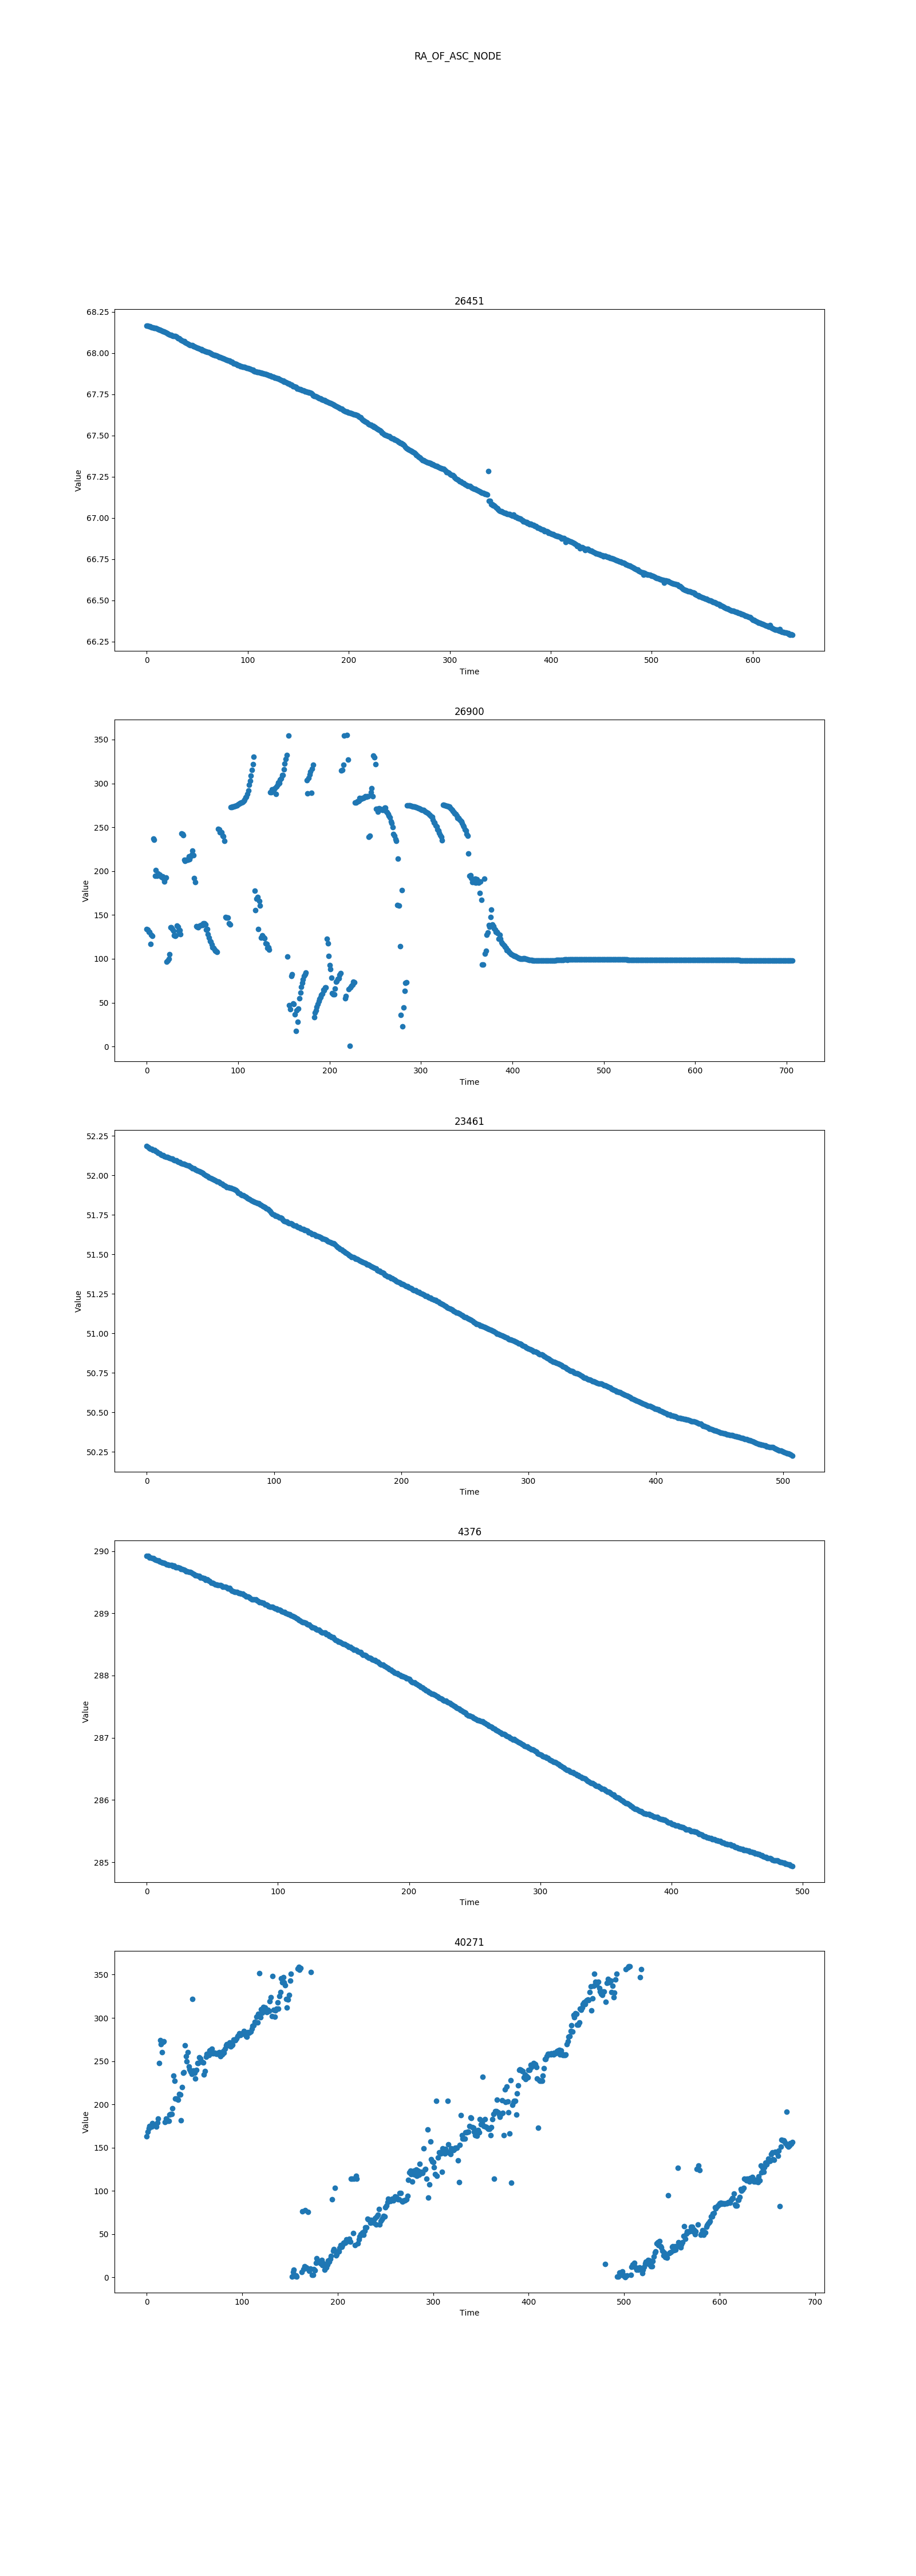 RA_OF_ASC_NODE
26451
68.25
68.00
67.75
67.50
67.25
67.00
66.75
66.50
66.25
Value
0 100 200 300 400 500 600
Time
26900
350
300
250
200
150
100
50
0
Value
0 100 200 300 400 500 600 700
Time
23461
52.25
52.00
51.75
51.50
51.25
51.00
50.75
50.50
50.25
Value
0 100 200 300 400 500
Time
4376
290
289
288
287
286
285
Value
0 100 200 300 400 500
Time
40271
350
300
250
200
150
100
50
0
Value
0 100 200 300 400 500 600 700
Time